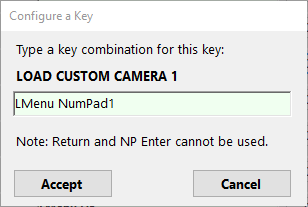 Configure a Key
Type a key combination for this key:
LOAD CUSTOM CAMERA 1
LMenu NumPad1
Note: Return and NP Enter cannot be used.
Accept
Cancel